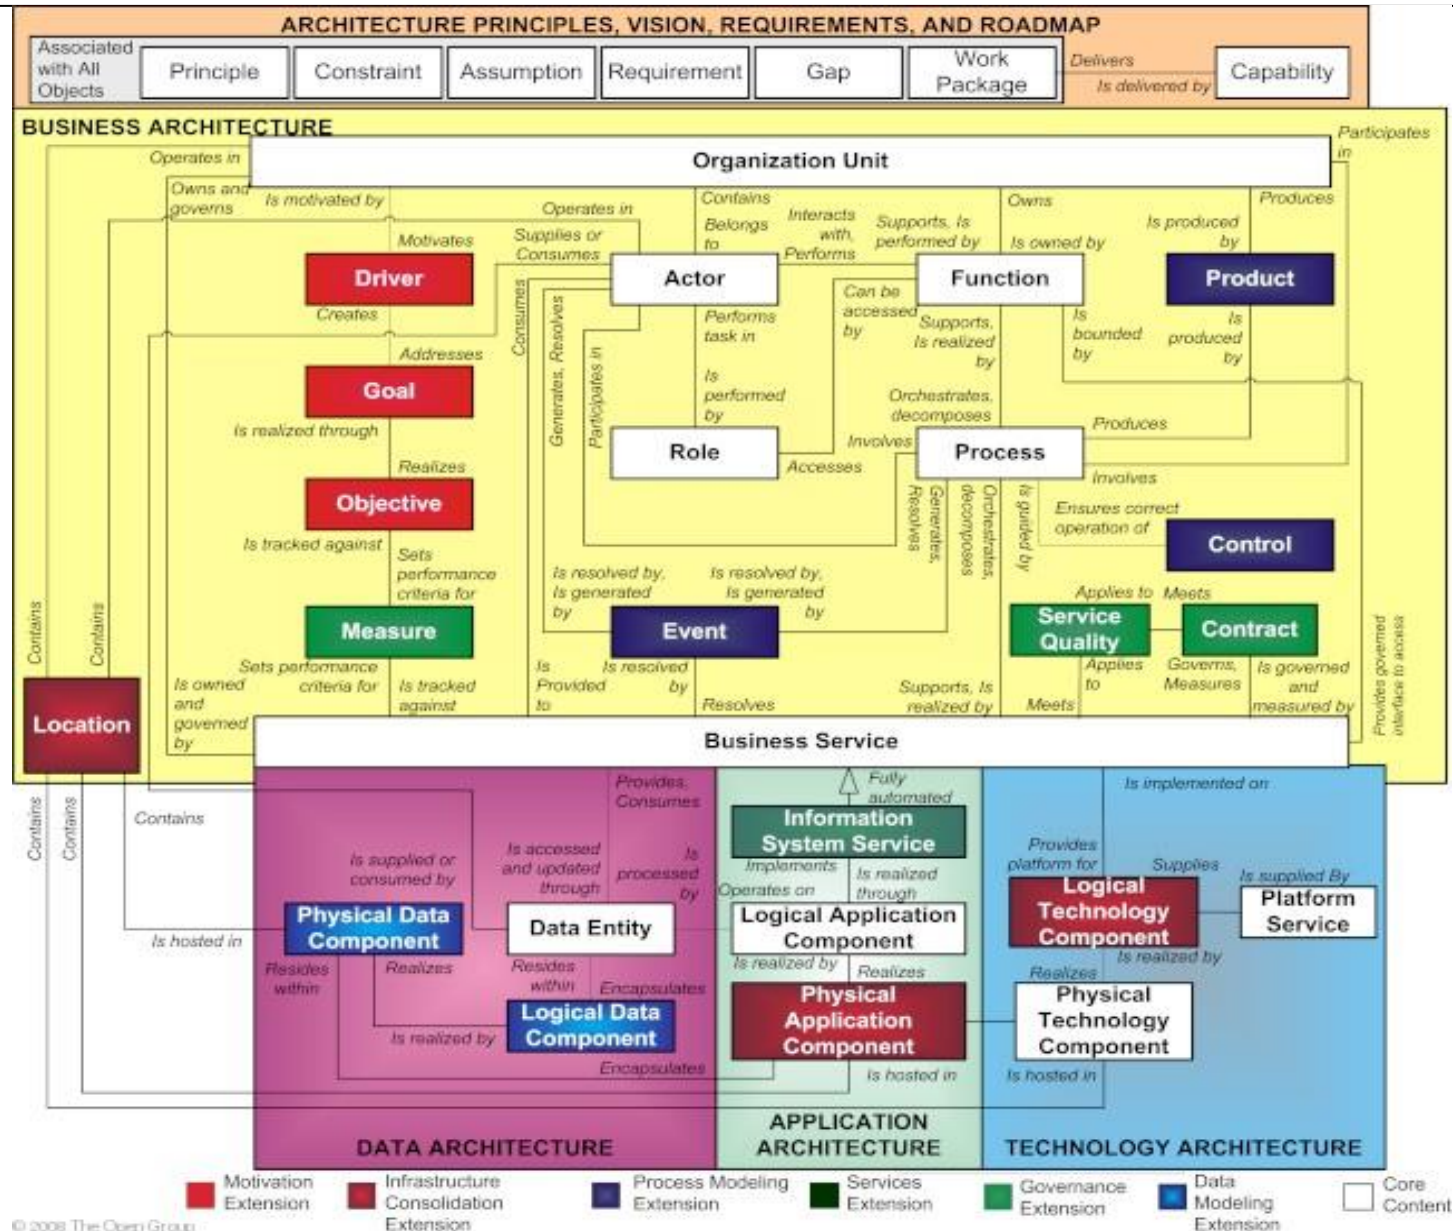 ARCHITECTURE PRINCIPLES, VISION, REQUIREMENTS, AND ROADMAP
Associated
with All
Objects
Principle
Constraint
Assumption
Requirement
Gap
Work
Package
Delivers
Is delivered by
Capability
BUSINESS ARCHITECTURE
Participates
in
Operates in
Organization Unit
Owns and
governs
Is motivated by
Operates in
Contains
Belongs
to
Interacts
with,
Performs
Supports, Is
performed by
Owns
Is owned by
Is produced
by
Produces
Motivates
Supplies or
Consumes
Driver
Actor
Function
Product
Creates
Consumes
Generates, Resolves
Participates in
Performs
task in
Can be
accessed
by
Supports,
Is realized
by
Is
bounded
by
Is
produced
by
Addresses
Goal
Is
performed
by
Orchestrates,
decomposes
Is realized through
Produces
Realizes
Role
Accesses
Involves
Process
Involves
Objective
Generates,
Resolves
Orchestrates,
decomposes
Is guided by
Ensures correct
operation of
Control
Is tracked against
Sets
performance
criteria for
Is resolved by,
Is generated
by
Is resolved by,
Is generated
by
Applies to
Meets
Contains
Contains
Measure
Event
Service
Quality
Contract
Provides governed
interface to access
Sets performance
criteria for
Is tracked
against
Is
Provided
to
Is resolved
by
Resolves
Supports, Is
realized by
Meets
Applies
to
Governs,
Measures
Is governed
and
measured by
Location
Is owned
and
governed
by
Business Service
Contains
Contains
Contains
Provides,
Consumes
Fully
automated
Is implemented on
Information
System Service
Is supplied or
consumed by
Is accessed
and updated
through
Is
processed
by
Implements
Operates on
Is realized
through
Provides
platform for
Supplies
Is supplied By
Physical Data
Component
Data Entity
Logical Application
Component
Logical
Technology
Component
Platform
Service
Is hosted in
Resides
within
Realizes
Resides
within
Encapsulates
Is realized by
Realizes
Is realized by
Realizes
Logical Data
Component
Physical
Application
Component
Physical
Technology
Component
Is realized by
Encapsulates
Is hosted in
Is hosted in
DATA ARCHITECTURE
APPLICATION
ARCHITECTURE
TECHNOLOGY ARCHITECTURE
Motivation
Extension
Infrastructure
Consolidation
Extension
Process Modeling
Extension
Services
Extension
Governance
Extension
Data
Modeling
Extension
Core
Content
© 2008 The Open Group